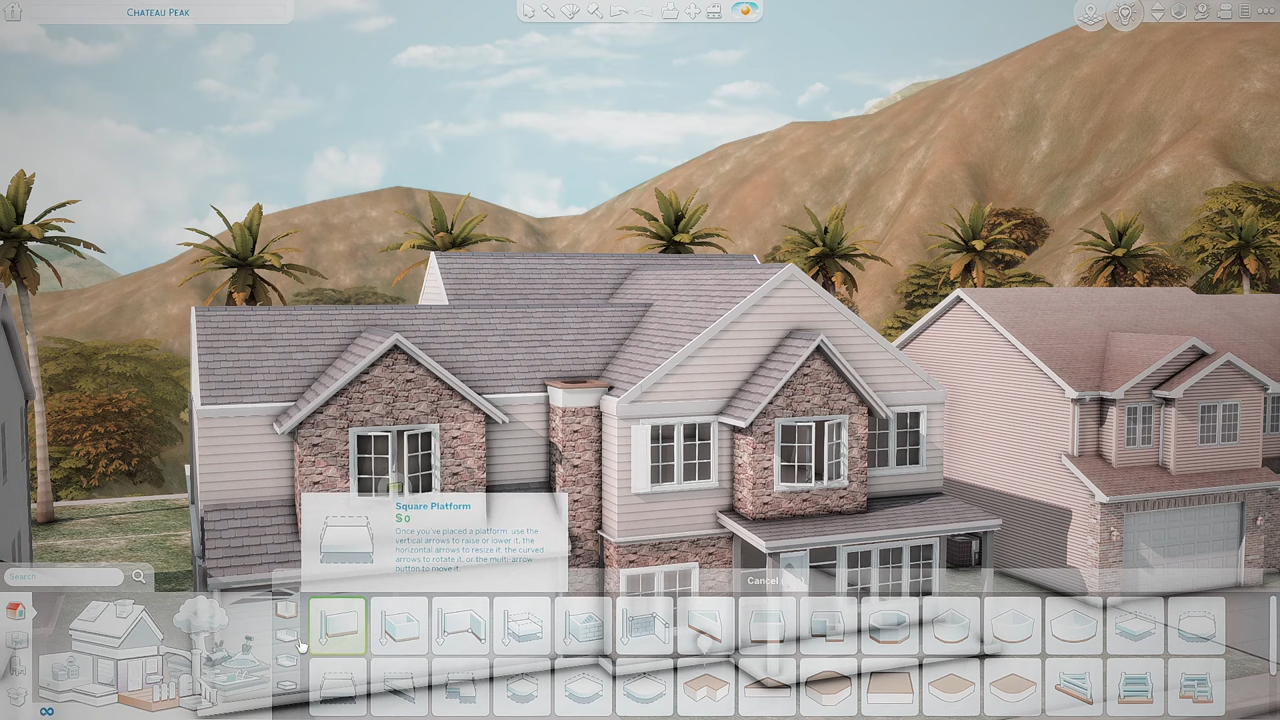 Chateau Peak
Square Platform
§0
Once you've placed a platform, use the
vertical arrows to raise or lower it, the
horizontal arrows to resize it, the curved
arrows to rotate it, or the multi-arrow
button to move it.
Search
Cancel